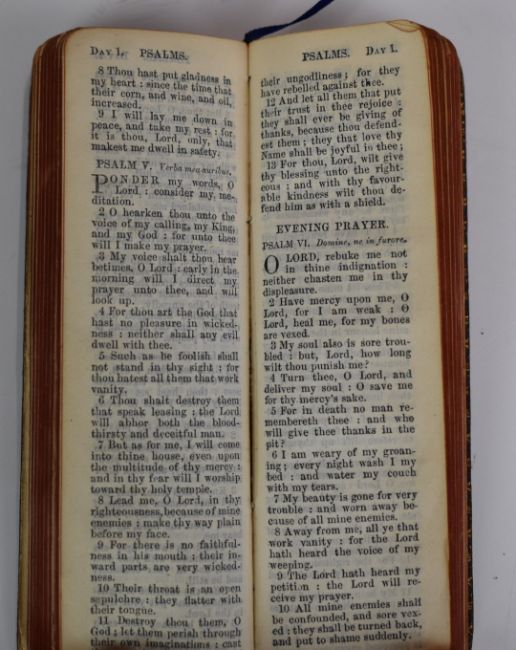 DAY 1. PSALMS.
8 Thou hast put gladness in
my heart : since the time that
their corn, and wine, and oil,
increased.
9 I will lay me down in
peace, and take my rest : for
it is thou, Lord, only, that
makest me dwell in safety.
PSALM V. Verba mea auribus.
PONDER my words, O
Lord : consider my me-
ditation.
2 O hearken thou unto the
voice of my calling, my King,
and my God : for unto thee
will I make my prayer.
3 My voice shalt thou hear
betimes, O Lord : early in the
morning will I direct my
prayer unto thee, and will
look up.
4 For thou art the God that
hast no pleasure in wicked-
ness : neither shall any evil
dwell with thee.
5 Such as be foolish shall
not stand in thy sight : for
thou hatest all them that work
vanity.
6 Thou shalt destroy them
that speak leasing : the Lord
will abhor both the blood-
thirsty and deceitful man.
7 But as for me, I will come
into thine house, even upon
the multitude of thy mercy :
and in thy fear will I worship
toward thy holy temple.
8 Lead me, O Lord, in thy
righteousness, because of mine
enemies : make thy way plain
before my face.
9 For there is no faithful-
ness in his mouth : their in-
ward parts are very wicked-
ness.
10 Their throat is an open
sepulchre : they flatter with
their tongue.
11 Destroy thou them, O
God ; let them perish through
their own imaginations : cast
PSALMS. DAY 1.
their ungodliness ; for they
have rebelled against thee.
12 And let all them that put
their trust in thee rejoice :
they shall ever be giving of
thanks, because thou defend-
est them ; they that love thy
Name shall be joyful in thee ;
13 For thou, Lord, wilt give
thy blessing unto the right-
eous : and with thy favour-
able kindness wilt thou de-
fend him as with a shield.
EVENING PRAYER.
PSALM VI. Domine, ne in furore.
O LORD, rebuke me not
in thine indignation :
neither chasten me in thy
displeasure.
2 Have mercy upon me, O
Lord, for I am weak : O
Lord, heal me, for my bones
are vexed.
3 My soul also is sore trou-
bled : but, Lord, how long
wilt thou punish me?
4 Turn thee, O Lord, and
deliver my soul : O save me
for thy mercy's sake.
5 For in death no man re-
membereth thee : and who
will give thee thanks in the
pit?
6 I am weary of my groan-
ing ; every night wash I my
bed : and water my couch
with my tears.
7 My beauty is gone for very
trouble : and worn away be-
cause of all mine enemies.
8 Away from me, all ye that
work vanity : for the Lord
hath heard the voice of my
weeping.
9 The Lord hath heard my
petition : the Lord will re-
ceive my prayer.
10 All mine enemies shall
be confounded, and sore vex-
ed : they shall be turned back,
and put to shame suddenly.